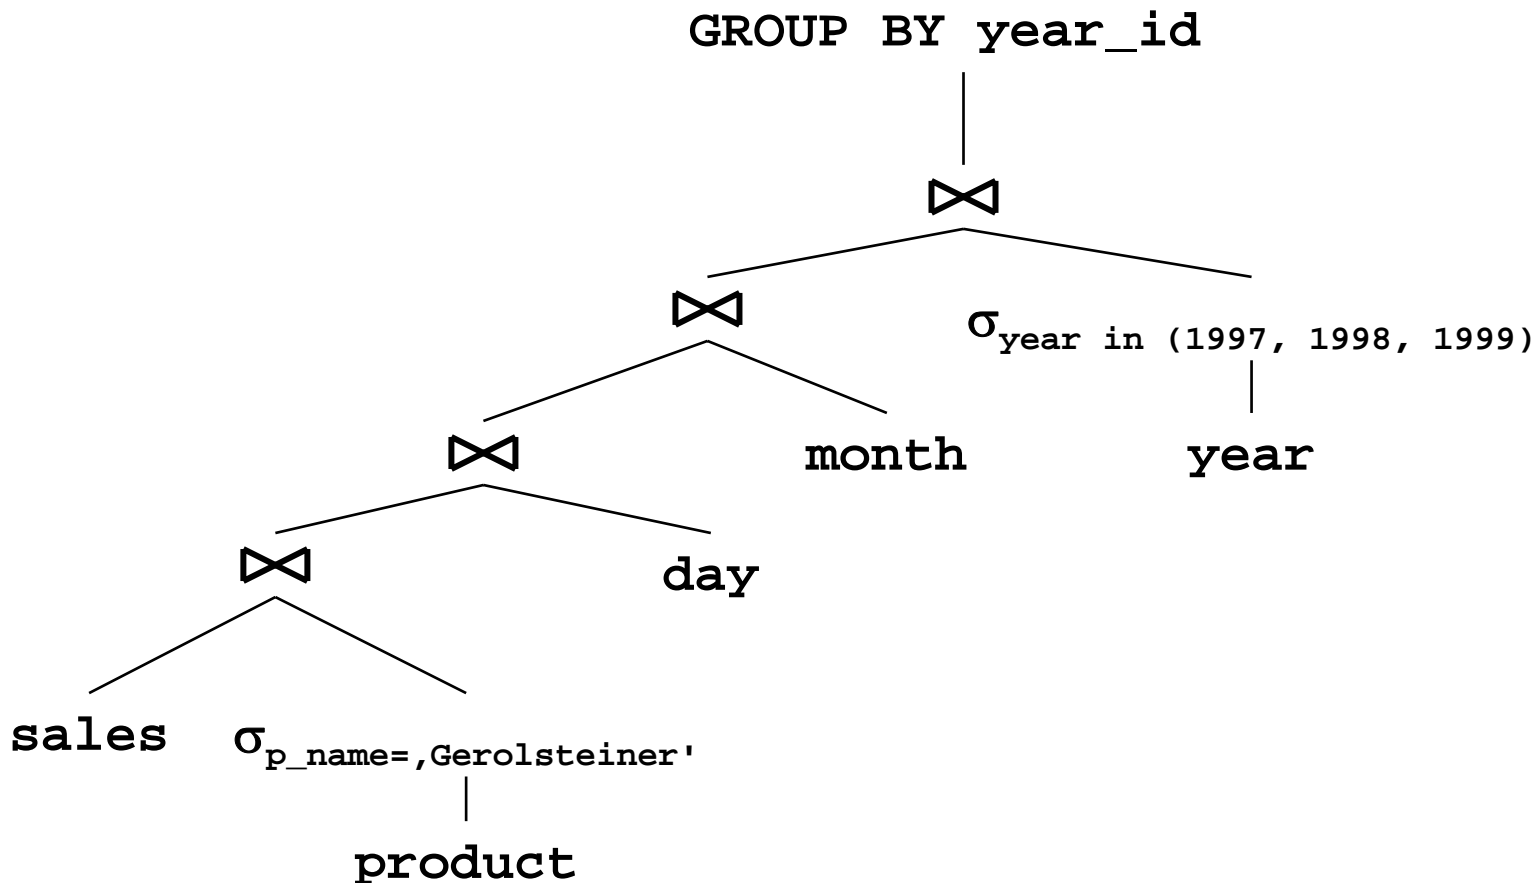 GROUP BY year_id
⋈
⋈
σyear in (1997, 1998, 1999)
⋈
month
year
⋈
day
sales
σp_name=‚Gerolsteiner'
product